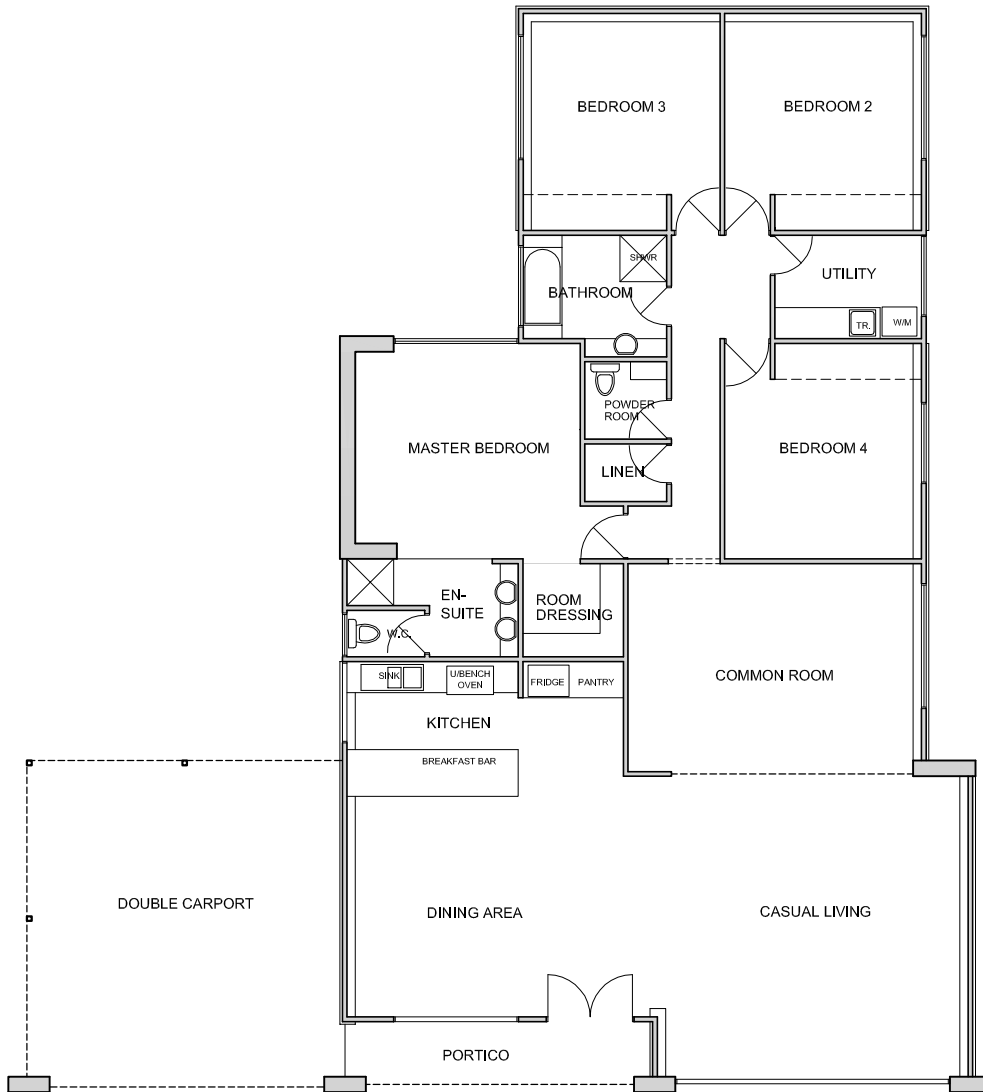 BEDROOM 3
BEDROOM 2
SHWR
BATHROOM
UTILITY
TR.
W/M
POWDER
ROOM
MASTER BEDROOM
BEDROOM 4
LINEN
EN-
SUITE
ROOM
DRESSING
W.C.
SINK
U/BENCH
OVEN
FRIDGE
PANTRY
COMMON ROOM
KITCHEN
BREAKFAST BAR
DOUBLE CARPORT
DINING AREA
CASUAL LIVING
PORTICO